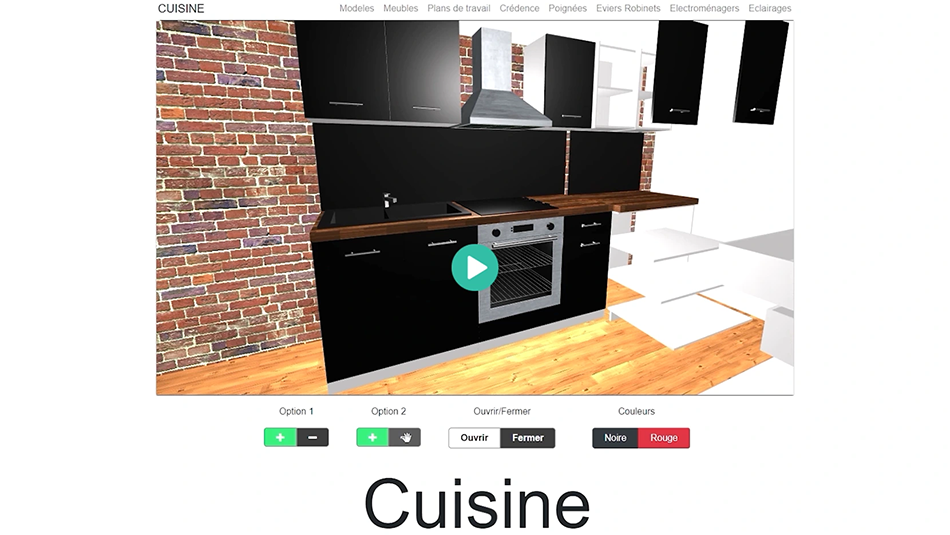 CUISINE Modeles Meubles Plans de travail Crédence Poignées Eviers Robinets Electroménagers Eclairages
Option 1 Option 2 Ouvrir/Fermer Couleurs
+ − + Ouvrir Fermer Noire Rouge
Cuisine